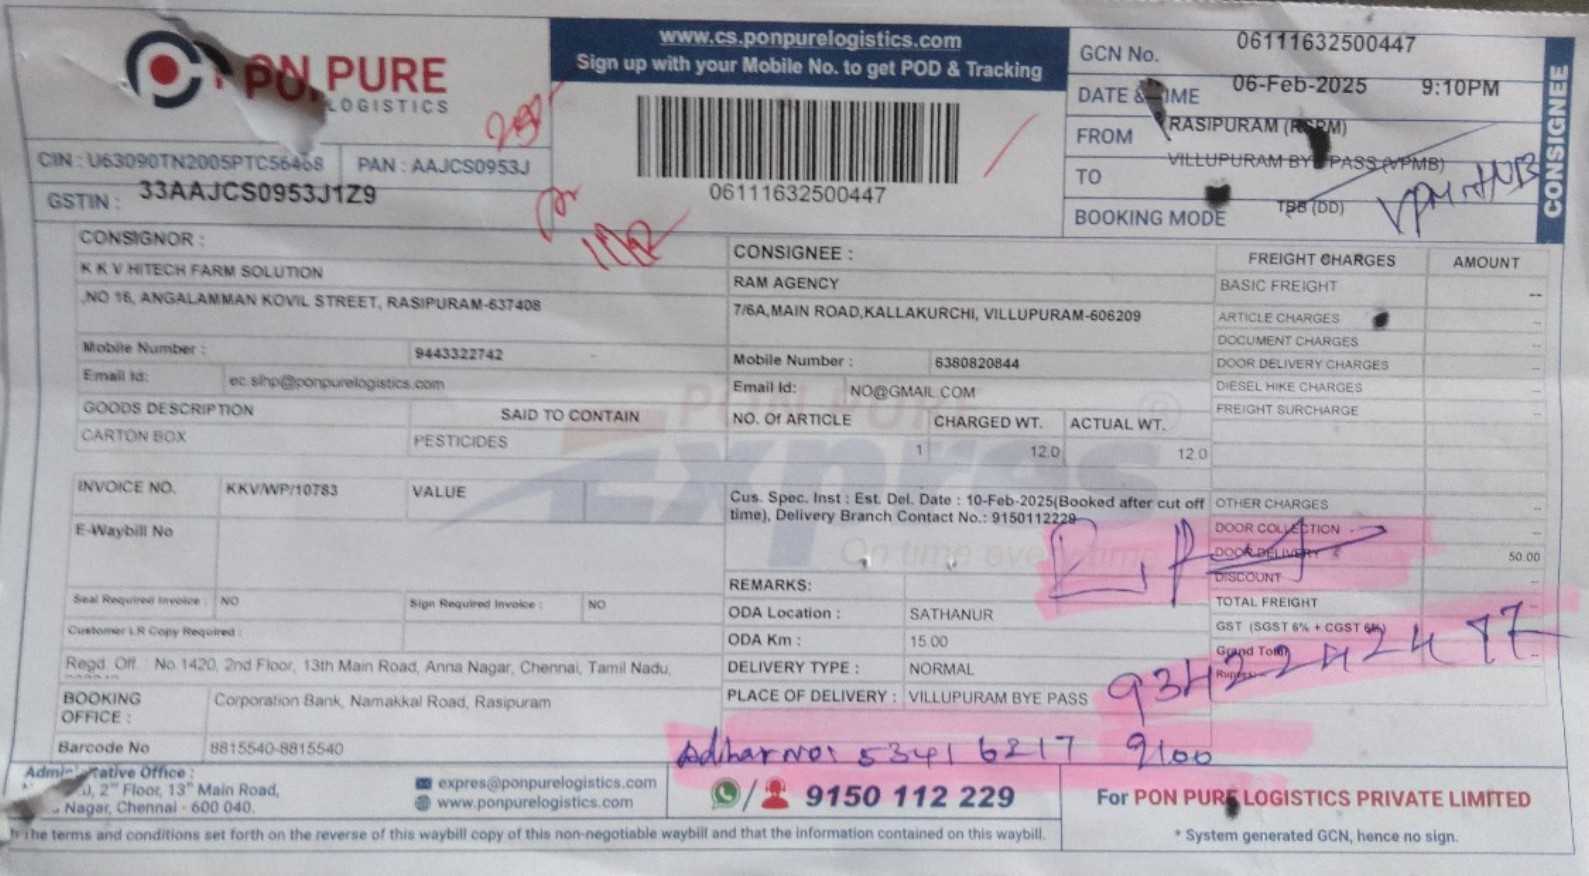 PON PURE
LOGISTICS
www.cs.ponpurelogistics.com
Sign up with your Mobile No. to get POD & Tracking
06111632500447
CIN : U63090TN2005PTC56468
PAN : AAJCS0953J
GSTIN : 33AAJCS0953J1Z9
GCN No. 06111632500447
DATE & TIME 06-Feb-2025 9:10PM
FROM RASIPURAM (RSPM)
TO VILLUPURAM BYE PASS (VPMB)
BOOKING MODE TBB (DD)
CONSIGNEE
CONSIGNOR :
K K V HITECH FARM SOLUTION
,NO 16, ANGALAMMAN KOVIL STREET, RASIPURAM-637408
Mobile Number : 9443322742
Email Id: ec.slhp@ponpurelogistics.com
GOODS DESCRIPTION SAID TO CONTAIN
CARTON BOX PESTICIDES
INVOICE NO. KKV/WP/10783 VALUE
E-Waybill No
Seal Required Invoice : NO Sign Required Invoice : NO
Customer LR Copy Required :
Regd. Off. : No.1420, 2nd Floor, 13th Main Road, Anna Nagar, Chennai, Tamil Nadu,
BOOKING OFFICE : Corporation Bank, Namakkal Road, Rasipuram
Barcode No 8815540-8815540
CONSIGNEE :
RAM AGENCY
7/6A,MAIN ROAD,KALLAKURCHI, VILLUPURAM-606209
Mobile Number : 6380820844
Email Id: NO@GMAIL.COM
NO. Of ARTICLE CHARGED WT. ACTUAL WT.
1 12.0 12.0
Cus. Spec. Inst : Est. Del. Date : 10-Feb-2025(Booked after cut off
time), Delivery Branch Contact No.: 9150112229
Expres
On time every time
REMARKS:
ODA Location : SATHANUR
ODA Km : 15.00
DELIVERY TYPE : NORMAL
PLACE OF DELIVERY : VILLUPURAM BYE PASS
FREIGHT CHARGES AMOUNT
BASIC FREIGHT --
ARTICLE CHARGES --
DOCUMENT CHARGES --
DOOR DELIVERY CHARGES --
DIESEL HIKE CHARGES --
FREIGHT SURCHARGE --
OTHER CHARGES --
DOOR COLLECTION --
DOOR DELIVERY 50.00
DISCOUNT --
TOTAL FREIGHT --
GST (SGST 6% + CGST 6%)
Grand Total --
Rupees:
Adihar No: 5341 6217 9100
Administrative Office :
2nd Floor, 13th Main Road,
Nagar, Chennai - 600 040.
expres@ponpurelogistics.com
www.ponpurelogistics.com
9150 112 229
For PON PURE LOGISTICS PRIVATE LIMITED
* System generated GCN, hence no sign.
the terms and conditions set forth on the reverse of this waybill copy of this non-negotiable waybill and that the information contained on this waybill.